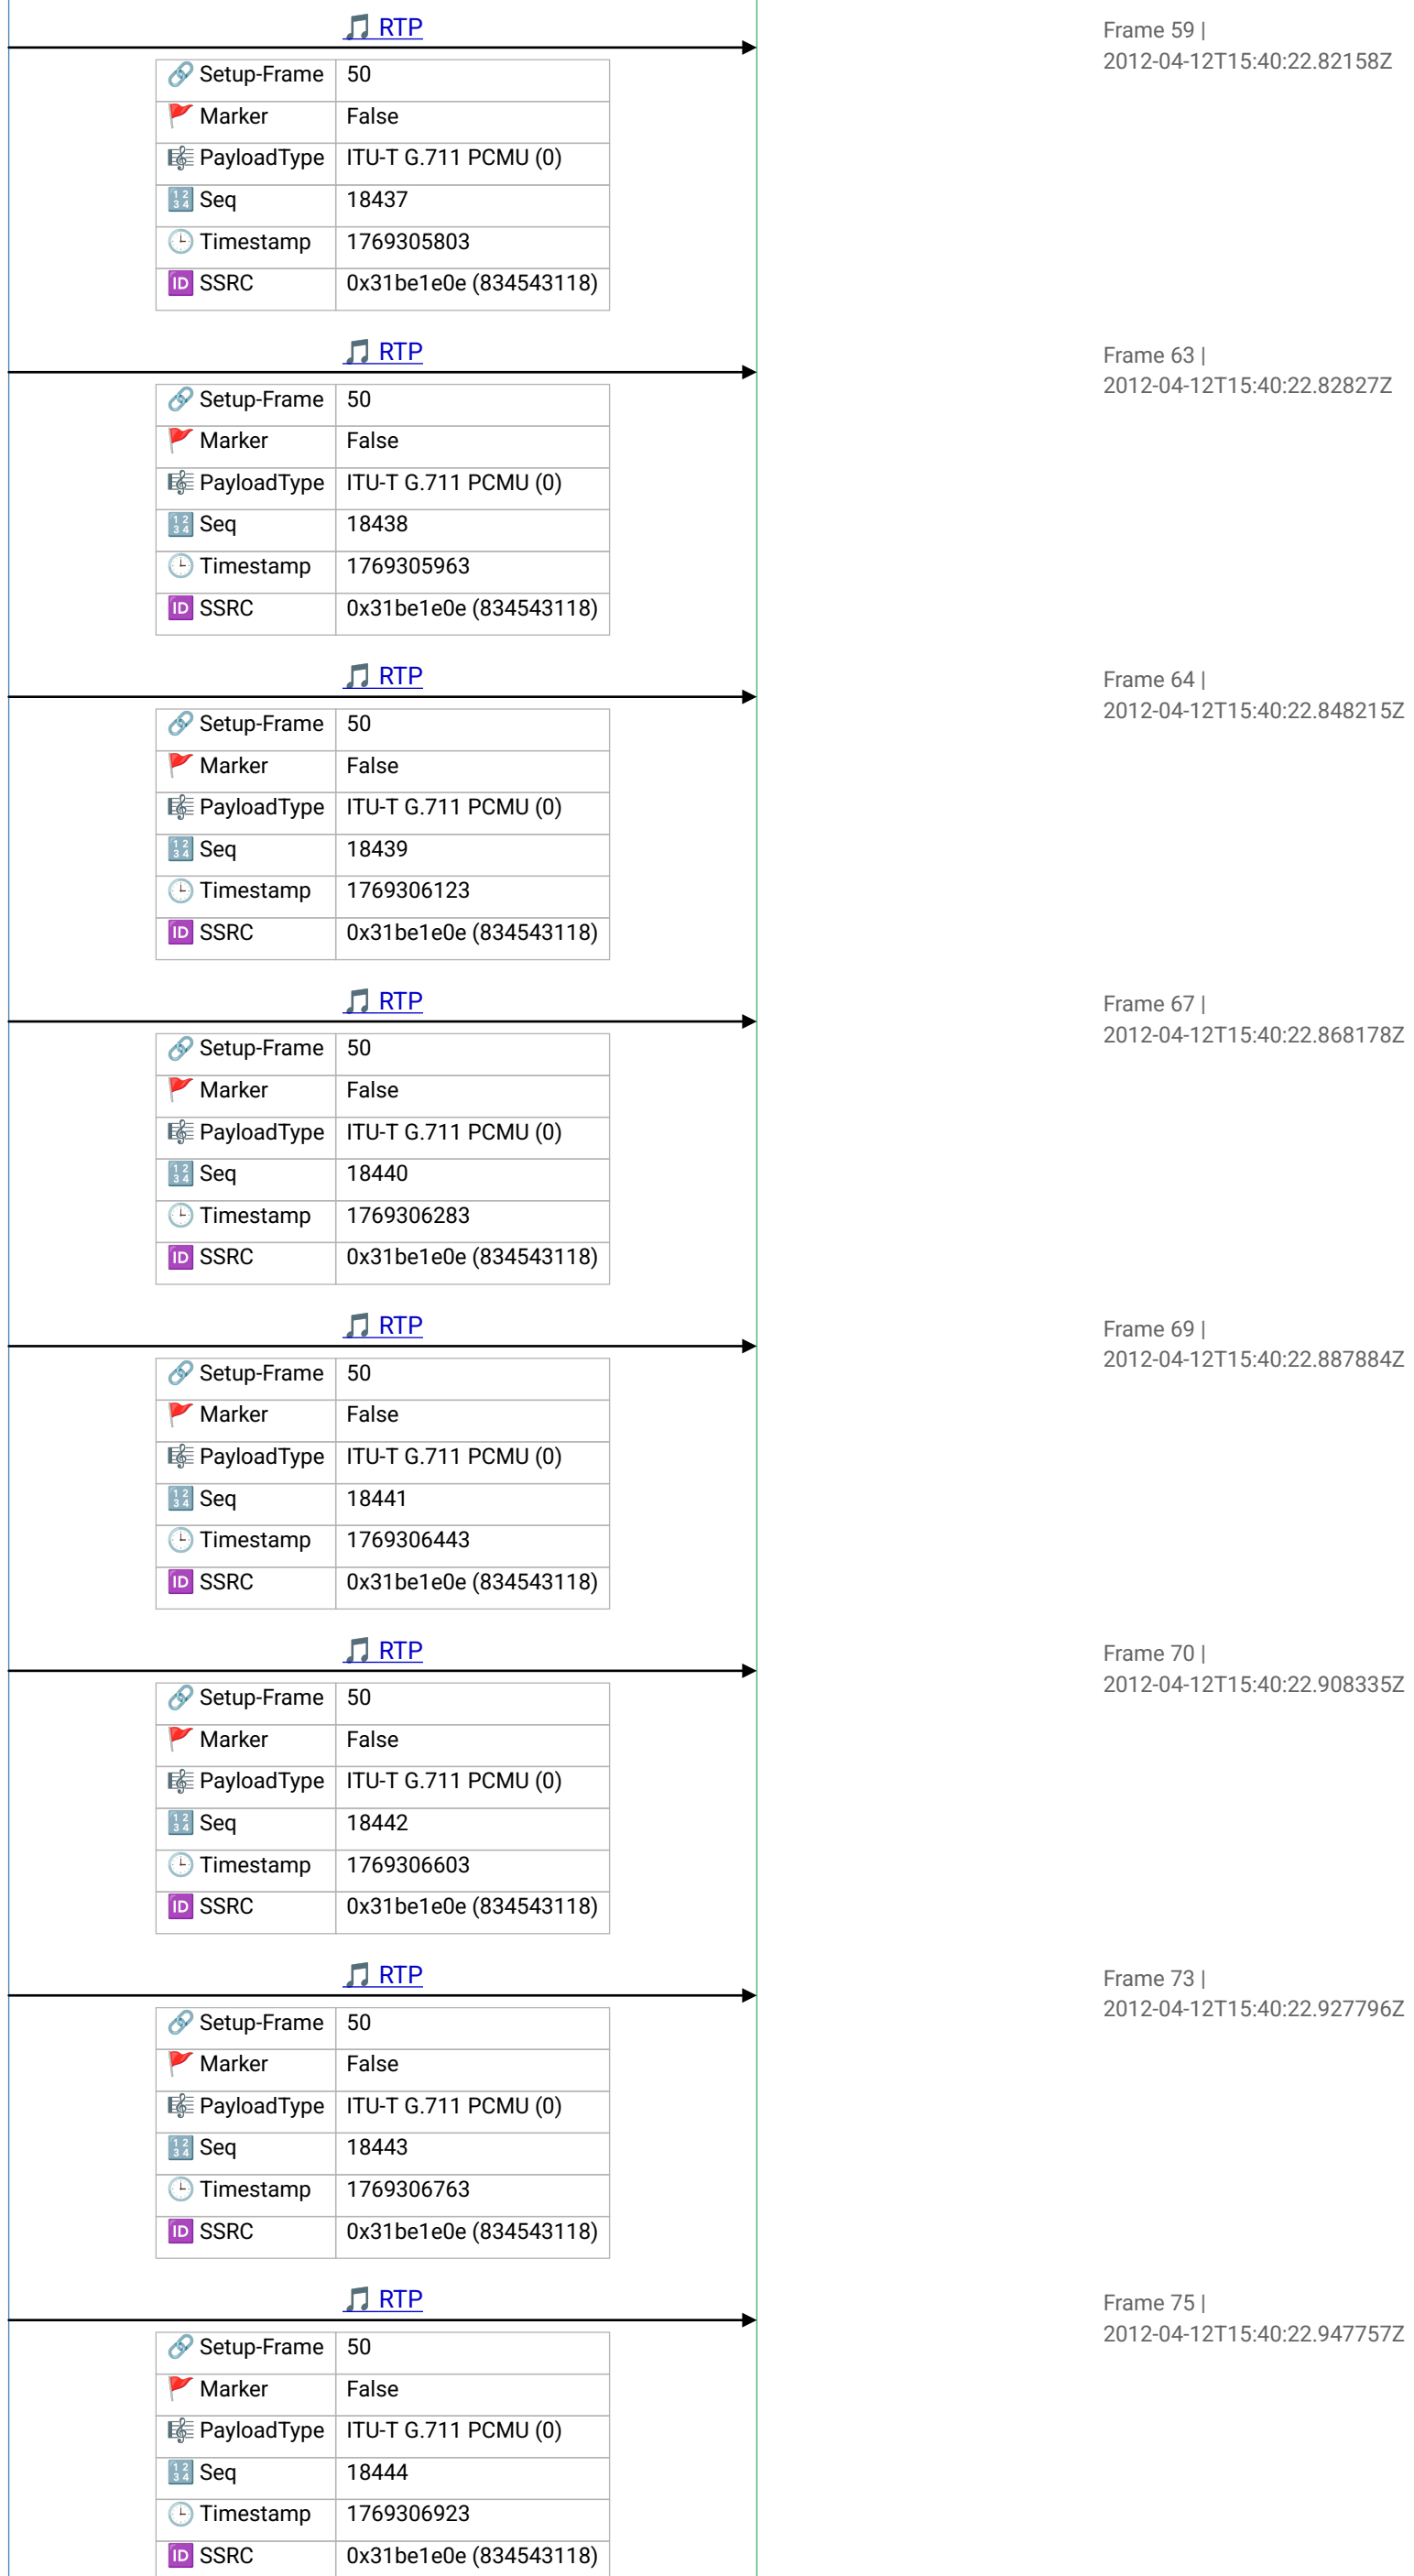 🎵 RTP
Frame 59 |
2012-04-12T15:40:22.82158Z
🔗 Setup-Frame 50
🚩 Marker False
🎼 PayloadType ITU-T G.711 PCMU (0)
🔢 Seq 18437
🕒 Timestamp 1769305803
🆔 SSRC 0x31be1e0e (834543118)
🎵 RTP
Frame 63 |
2012-04-12T15:40:22.82827Z
🔗 Setup-Frame 50
🚩 Marker False
🎼 PayloadType ITU-T G.711 PCMU (0)
🔢 Seq 18438
🕒 Timestamp 1769305963
🆔 SSRC 0x31be1e0e (834543118)
🎵 RTP
Frame 64 |
2012-04-12T15:40:22.848215Z
🔗 Setup-Frame 50
🚩 Marker False
🎼 PayloadType ITU-T G.711 PCMU (0)
🔢 Seq 18439
🕒 Timestamp 1769306123
🆔 SSRC 0x31be1e0e (834543118)
🎵 RTP
Frame 67 |
2012-04-12T15:40:22.868178Z
🔗 Setup-Frame 50
🚩 Marker False
🎼 PayloadType ITU-T G.711 PCMU (0)
🔢 Seq 18440
🕒 Timestamp 1769306283
🆔 SSRC 0x31be1e0e (834543118)
🎵 RTP
Frame 69 |
2012-04-12T15:40:22.887884Z
🔗 Setup-Frame 50
🚩 Marker False
🎼 PayloadType ITU-T G.711 PCMU (0)
🔢 Seq 18441
🕒 Timestamp 1769306443
🆔 SSRC 0x31be1e0e (834543118)
🎵 RTP
Frame 70 |
2012-04-12T15:40:22.908335Z
🔗 Setup-Frame 50
🚩 Marker False
🎼 PayloadType ITU-T G.711 PCMU (0)
🔢 Seq 18442
🕒 Timestamp 1769306603
🆔 SSRC 0x31be1e0e (834543118)
🎵 RTP
Frame 73 |
2012-04-12T15:40:22.927796Z
🔗 Setup-Frame 50
🚩 Marker False
🎼 PayloadType ITU-T G.711 PCMU (0)
🔢 Seq 18443
🕒 Timestamp 1769306763
🆔 SSRC 0x31be1e0e (834543118)
🎵 RTP
Frame 75 |
2012-04-12T15:40:22.947757Z
🔗 Setup-Frame 50
🚩 Marker False
🎼 PayloadType ITU-T G.711 PCMU (0)
🔢 Seq 18444
🕒 Timestamp 1769306923
🆔 SSRC 0x31be1e0e (834543118)